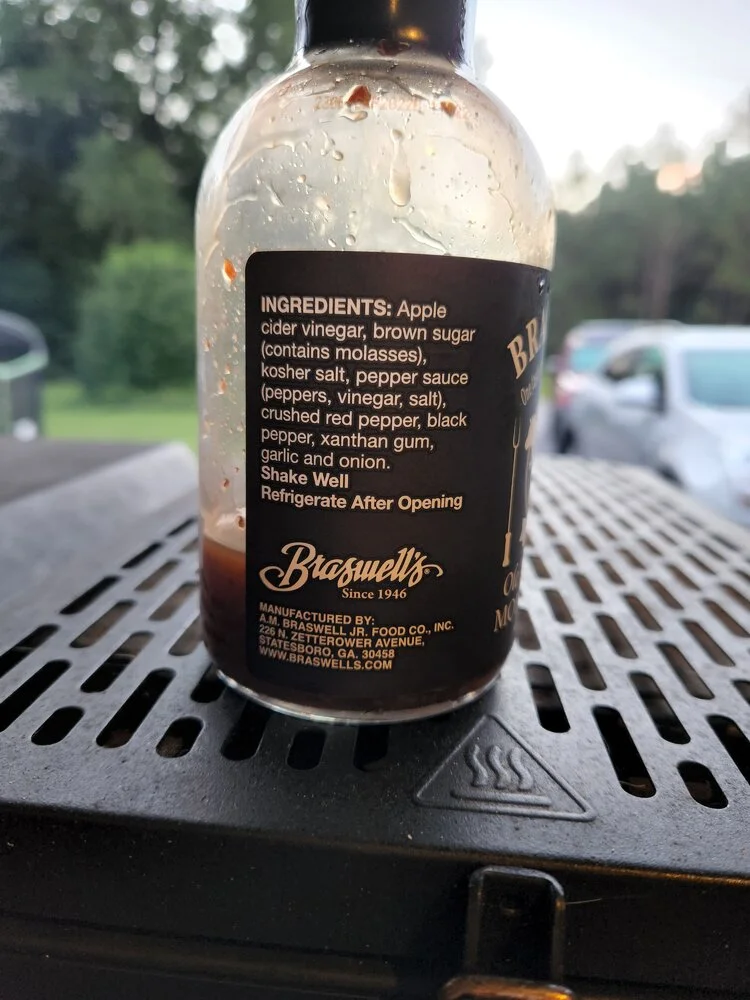 INGREDIENTS: Apple
cider vinegar, brown sugar
(contains molasses),
kosher salt, pepper sauce
(peppers, vinegar, salt),
crushed red pepper, black
pepper, xanthan gum,
garlic and onion.
Shake Well
Refrigerate After Opening
Braswell's
Since 1946
MANUFACTURED BY:
A.M. BRASWELL JR. FOOD CO., INC.
226 N. ZETTEROWER AVENUE,
STATESBORO, GA. 30458
WWW.BRASWELLS.COM